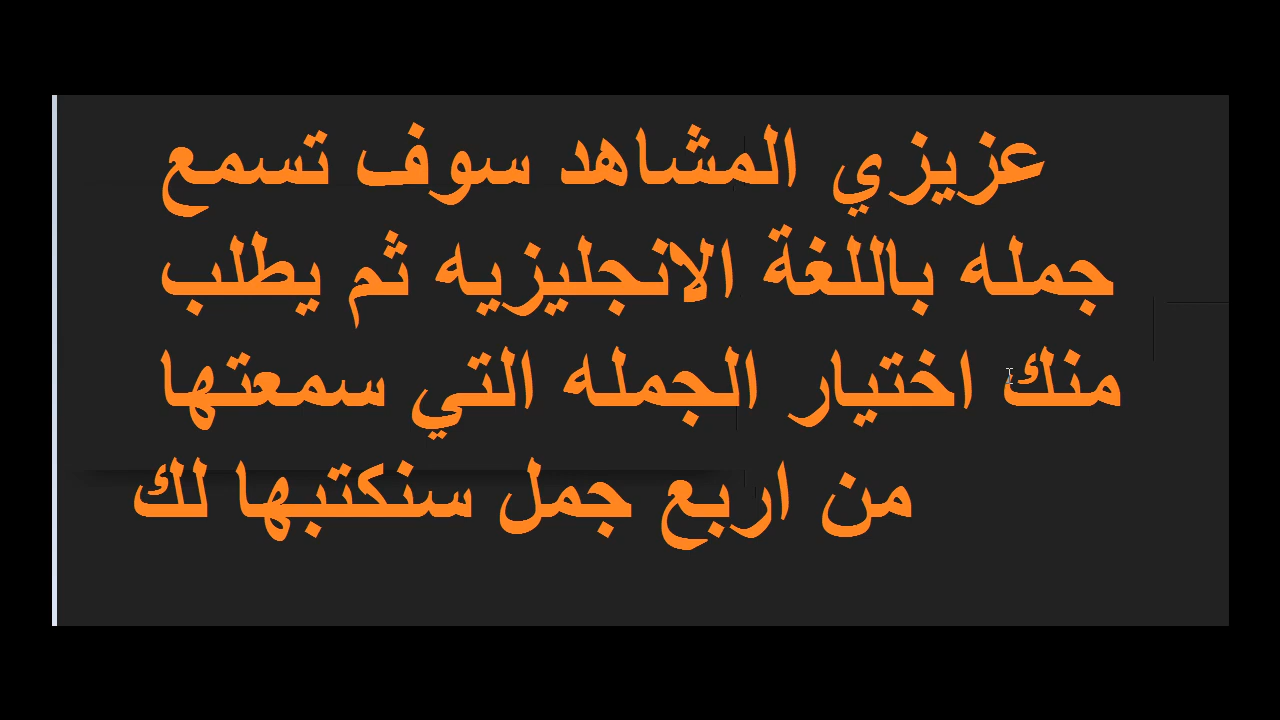 عزيزي المشاهد سوف تسمع
جمله باللغة الانجليزيه ثم يطلب
منك اختيار الجمله التي سمعتها
من اربع جمل سنكتبها لك